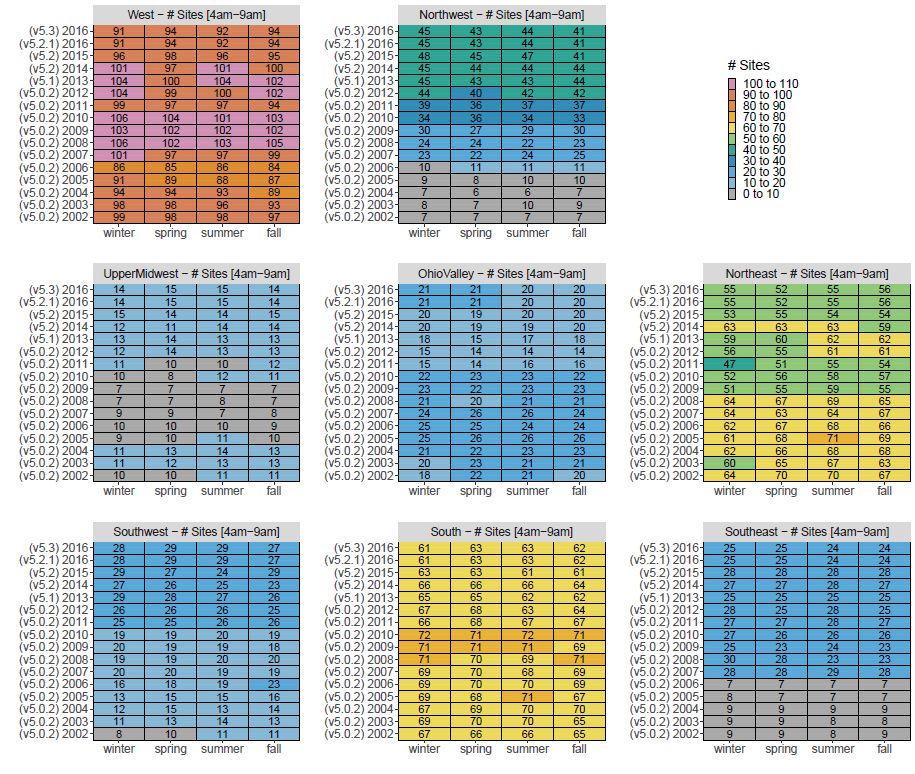 West − # Sites [4am−9am]
(v5.3) 2016 91 94 92 94
(v5.2.1) 2016 91 94 92 94
(v5.2) 2015 96 98 96 95
(v5.2) 2014 101 97 101 100
(v5.1) 2013 104 100 104 102
(v5.0.2) 2012 104 99 100 102
(v5.0.2) 2011 99 97 97 94
(v5.0.2) 2010 106 104 101 103
(v5.0.2) 2009 103 102 102 102
(v5.0.2) 2008 106 102 103 105
(v5.0.2) 2007 101 97 97 99
(v5.0.2) 2006 86 85 86 84
(v5.0.2) 2005 91 89 88 87
(v5.0.2) 2004 94 94 93 89
(v5.0.2) 2003 98 98 96 93
(v5.0.2) 2002 99 98 98 97
winter spring summer fall
Northwest − # Sites [4am−9am]
(v5.3) 2016 45 43 44 41
(v5.2.1) 2016 45 43 44 41
(v5.2) 2015 48 45 47 41
(v5.2) 2014 45 44 44 44
(v5.1) 2013 45 43 43 44
(v5.0.2) 2012 44 40 42 42
(v5.0.2) 2011 39 36 37 37
(v5.0.2) 2010 34 36 34 33
(v5.0.2) 2009 30 27 29 30
(v5.0.2) 2008 24 24 22 23
(v5.0.2) 2007 23 22 24 25
(v5.0.2) 2006 10 11 11 11
(v5.0.2) 2005 9 8 10 10
(v5.0.2) 2004 7 6 6 7
(v5.0.2) 2003 8 7 10 9
(v5.0.2) 2002 7 7 7 7
winter spring summer fall
# Sites
100 to 110
90 to 100
80 to 90
70 to 80
60 to 70
50 to 60
40 to 50
30 to 40
20 to 30
10 to 20
0 to 10
UpperMidwest − # Sites [4am−9am]
(v5.3) 2016 14 15 15 14
(v5.2.1) 2016 14 15 15 14
(v5.2) 2015 15 14 14 15
(v5.2) 2014 12 11 14 14
(v5.1) 2013 13 14 13 13
(v5.0.2) 2012 12 14 13 13
(v5.0.2) 2011 11 10 10 12
(v5.0.2) 2010 10 8 12 11
(v5.0.2) 2009 7 7 7 7
(v5.0.2) 2008 7 7 8 7
(v5.0.2) 2007 9 9 7 8
(v5.0.2) 2006 10 10 10 9
(v5.0.2) 2005 9 10 11 10
(v5.0.2) 2004 11 13 14 13
(v5.0.2) 2003 11 12 13 13
(v5.0.2) 2002 10 10 11 11
winter spring summer fall
OhioValley − # Sites [4am−9am]
(v5.3) 2016 21 21 20 20
(v5.2.1) 2016 21 21 20 20
(v5.2) 2015 20 19 20 20
(v5.2) 2014 20 19 19 20
(v5.1) 2013 18 15 17 18
(v5.0.2) 2012 15 14 14 14
(v5.0.2) 2011 15 14 16 16
(v5.0.2) 2010 22 23 23 22
(v5.0.2) 2009 23 22 23 23
(v5.0.2) 2008 21 20 21 21
(v5.0.2) 2007 24 26 26 24
(v5.0.2) 2006 25 25 24 24
(v5.0.2) 2005 25 26 26 26
(v5.0.2) 2004 21 22 23 23
(v5.0.2) 2003 20 23 21 21
(v5.0.2) 2002 18 22 21 20
winter spring summer fall
Northeast − # Sites [4am−9am]
(v5.3) 2016 55 52 55 56
(v5.2.1) 2016 55 52 55 56
(v5.2) 2015 53 55 54 54
(v5.2) 2014 63 63 63 59
(v5.1) 2013 59 60 62 62
(v5.0.2) 2012 56 55 61 61
(v5.0.2) 2011 47 51 55 54
(v5.0.2) 2010 52 56 58 57
(v5.0.2) 2009 51 55 59 55
(v5.0.2) 2008 64 67 69 65
(v5.0.2) 2007 64 63 64 67
(v5.0.2) 2006 62 67 68 66
(v5.0.2) 2005 61 68 71 69
(v5.0.2) 2004 62 66 68 68
(v5.0.2) 2003 60 65 67 63
(v5.0.2) 2002 64 70 70 67
winter spring summer fall
Southwest − # Sites [4am−9am]
(v5.3) 2016 28 29 29 27
(v5.2.1) 2016 28 29 29 27
(v5.2) 2015 29 27 24 29
(v5.2) 2014 27 26 25 23
(v5.1) 2013 29 28 27 26
(v5.0.2) 2012 26 26 26 25
(v5.0.2) 2011 25 25 26 26
(v5.0.2) 2010 19 19 20 19
(v5.0.2) 2009 19 19 19 18
(v5.0.2) 2008 19 19 20 20
(v5.0.2) 2007 20 20 19 19
(v5.0.2) 2006 16 18 19 23
(v5.0.2) 2005 13 15 15 16
(v5.0.2) 2004 12 15 14 13
(v5.0.2) 2003 11 13 14 13
(v5.0.2) 2002 8 10 11 11
winter spring summer fall
South − # Sites [4am−9am]
(v5.3) 2016 61 63 63 62
(v5.2.1) 2016 61 63 63 62
(v5.2) 2015 63 63 61 61
(v5.2) 2014 66 66 66 64
(v5.1) 2013 65 65 62 62
(v5.0.2) 2012 67 68 63 64
(v5.0.2) 2011 66 68 67 67
(v5.0.2) 2010 72 71 72 71
(v5.0.2) 2009 71 71 71 69
(v5.0.2) 2008 71 70 69 71
(v5.0.2) 2007 69 70 68 69
(v5.0.2) 2006 69 70 70 69
(v5.0.2) 2005 69 68 71 67
(v5.0.2) 2004 67 69 70 66
(v5.0.2) 2003 69 70 70 65
(v5.0.2) 2002 67 66 66 65
winter spring summer fall
Southeast − # Sites [4am−9am]
(v5.3) 2016 25 25 24 24
(v5.2.1) 2016 25 25 24 24
(v5.2) 2015 28 28 28 28
(v5.2) 2014 27 27 28 27
(v5.1) 2013 25 25 28 28
(v5.0.2) 2012 28 25 28 25
(v5.0.2) 2011 27 27 28 27
(v5.0.2) 2010 27 26 26 26
(v5.0.2) 2009 25 23 24 23
(v5.0.2) 2008 30 28 23 23
(v5.0.2) 2007 28 28 29 28
(v5.0.2) 2006 7 7 7 7
(v5.0.2) 2005 8 7 7 7
(v5.0.2) 2004 9 9 9 9
(v5.0.2) 2003 9 9 8 8
(v5.0.2) 2002 9 9 8 9
winter spring summer fall